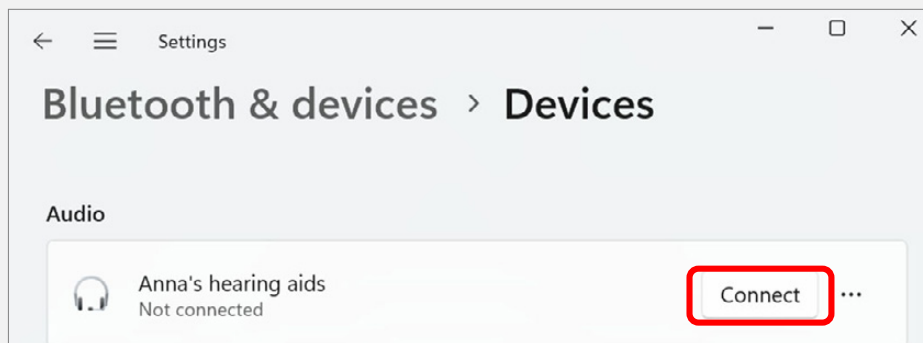 Settings
Bluetooth & devices > Devices
Audio
Anna's hearing aids
Not connected
Connect